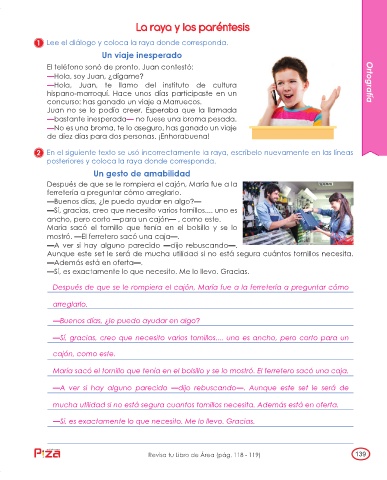 La raya y los paréntesis
1 Lee el diálogo y coloca la raya donde corresponda.
Un viaje inesperado
El teléfono sonó de pronto. Juan contestó:
—Hola, soy Juan, ¿dígame?
—Hola, Juan, te llamo del instituto de cultura
hispano-marroquí. Hace unos días participaste en un
concurso; has ganado un viaje a Marruecos.
Juan no se lo podía creer. Esperaba que la llamada
—bastante inesperada— no fuese una broma pesada.
—No es una broma, te lo aseguro, has ganado un viaje
de diez días para dos personas. ¡Enhorabuena!
Ortografía
2 En el siguiente texto se usó incorrectamente la raya, escríbelo nuevamente en las líneas
posteriores y coloca la raya donde corresponda.
Un gesto de amabilidad
Después de que se le rompiera el cajón, María fue a la
ferretería a preguntar cómo arreglarlo.
—Buenos días, ¿le puedo ayudar en algo?—
—Sí, gracias, creo que necesito varios tornillos..., uno es
ancho, pero corto —para un cajón— , como este.
María sacó el tornillo que tenía en el bolsillo y se lo
mostró. —El ferretero sacó una caja—.
—A ver si hay alguno parecido —dijo rebuscando—.
Aunque este set le será de mucha utilidad si no está segura cuántos tornillos necesita.
—Además está en oferta—.
—Sí, es exactamente lo que necesito. Me lo llevo. Gracias.
Después de que se le rompiera el cajón, María fue a la ferretería a preguntar cómo
arreglarlo.
—Buenos días, ¿le puedo ayudar en algo?
—Sí, gracias, creo que necesito varios tornillos..., uno es ancho, pero corto para un
cajón, como este.
María sacó el tornillo que tenía en el bolsillo y se lo mostró. El ferretero sacó una caja.
—A ver si hay alguno parecido —dijo rebuscando—. Aunque este set le será de
mucha utilidad si no está segura cuantos tornillos necesita. Además está en oferta.
—Sí, es exactamente lo que necesito. Me lo llevo. Gracias.
Pizá
Revisa tu Libro de Área (pág. 118 - 119)
139